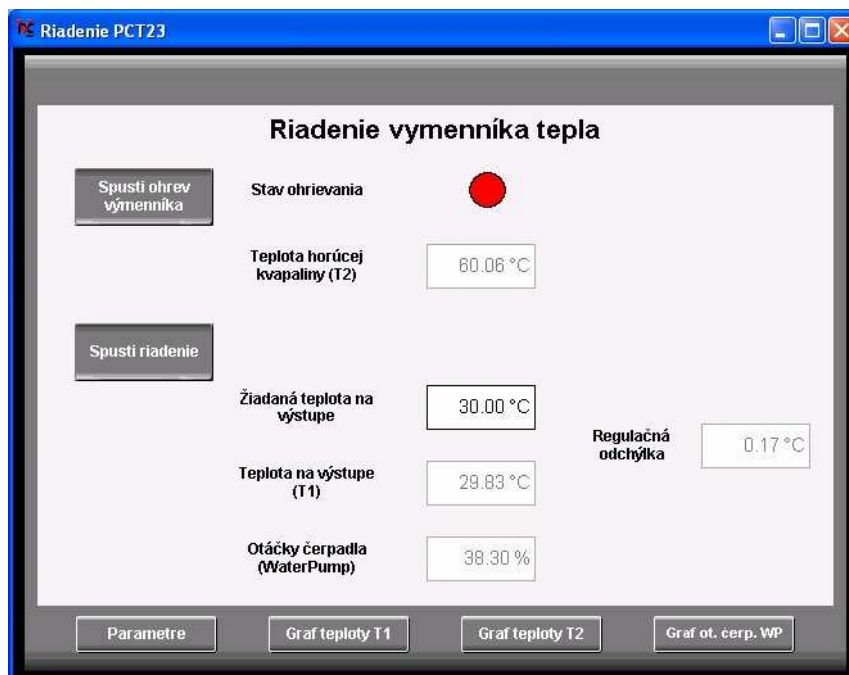 Riadenie PCT23
Riadenie vymenníka tepla
Spusti ohrev
výmenníka
Stav ohrievania
Teplota horúcej
kvapaliny (T2)
60.06 °C
Spusti riadenie
Žiadaná teplota na
výstupe
30.00 °C
Regulačná
odchýlka
0.17 °C
Teplota na výstupe
(T1)
29.83 °C
Otáčky čerpadla
(WaterPump)
38.30 %
Parametre
Graf teploty T1
Graf teploty T2
Graf ot. čerp. WP